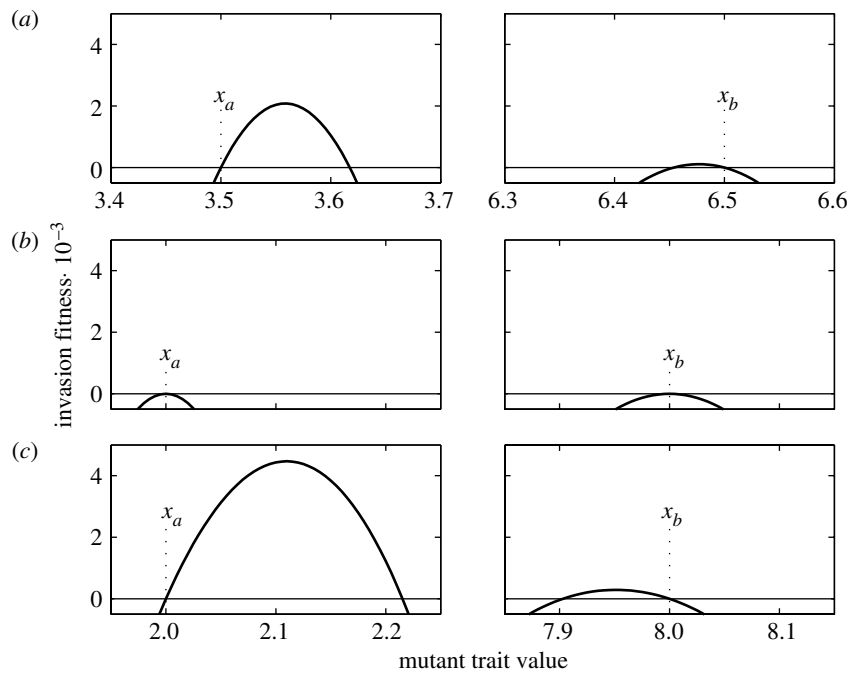 (a)
4
2
0
x_a
3.4 3.5 3.6 3.7
x_b
6.3 6.4 6.5 6.6
invasion fitness· 10⁻³
(b)
4
2
0
x_a
x_b
(c)
4
2
0
x_a
2.0 2.1 2.2
x_b
7.9 8.0 8.1
mutant trait value